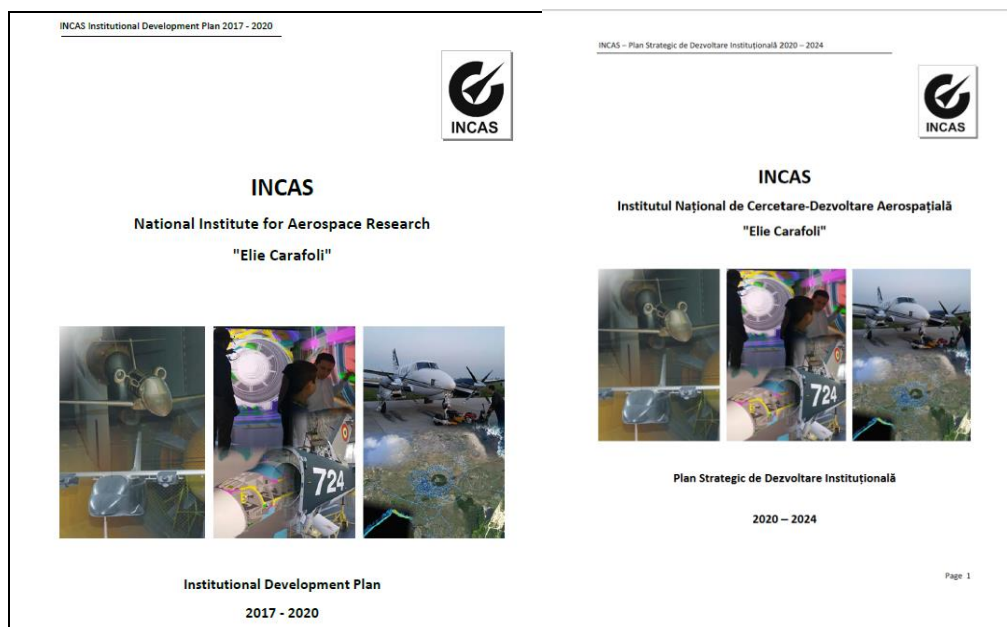 INCAS Institutional Development Plan 2017 - 2020
INCAS
INCAS
National Institute for Aerospace Research
"Elie Carafoli"
724
Institutional Development Plan
2017 - 2020
INCAS – Plan Strategic de Dezvoltare Instituțională 2020 – 2024
INCAS
INCAS
Institutul Național de Cercetare-Dezvoltare Aerospațială
"Elie Carafoli"
724
Plan Strategic de Dezvoltare Instituțională
2020 – 2024
Page 1